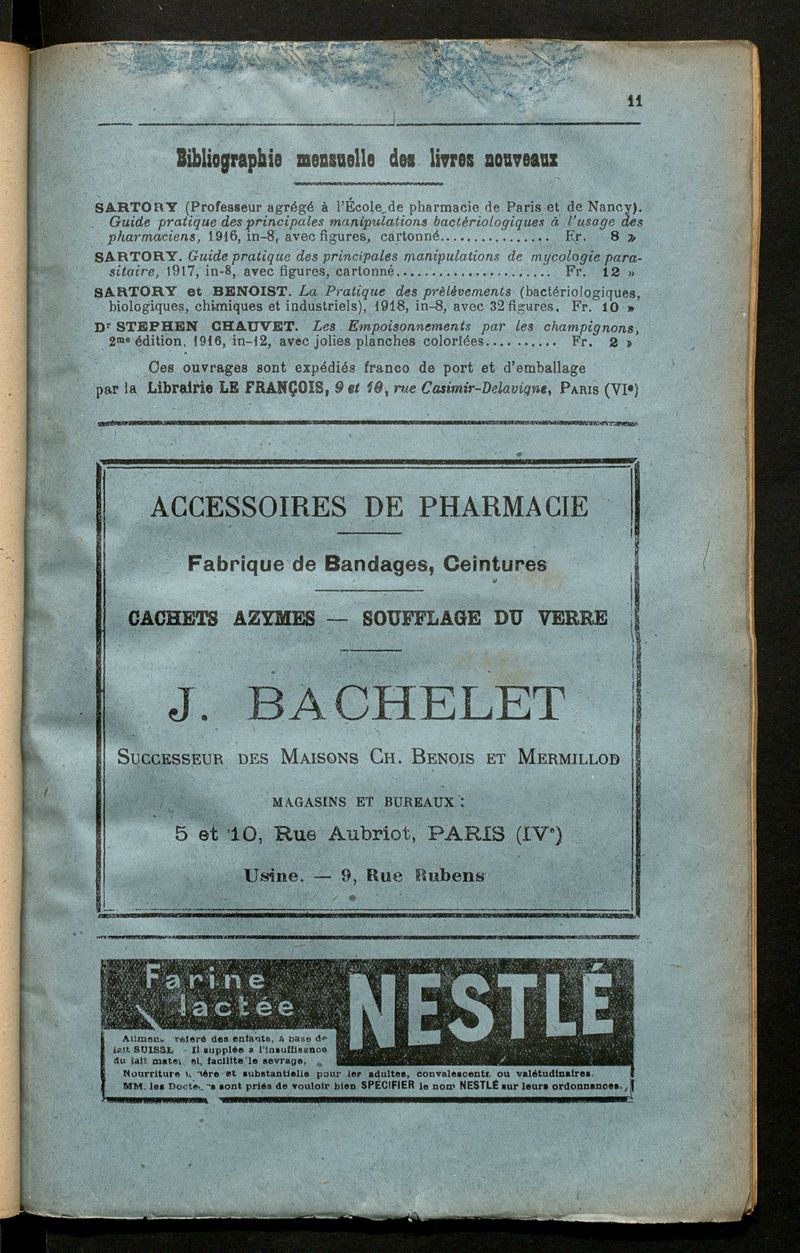 11
Bibliographie mensuelle des livres nouveaux
SARTORY (Professeur agrégé à l'École de pharmacie de Paris et de Nancy).
Guide pratique des principales manipulations bactériologiques à l'usage des
pharmaciens, 1916, in-8, avec figures, cartonné................ Fr. 8 »
SARTORY. Guide pratique des principales manipulations de mycologie para-
sitaire, 1917, in-8, avec figures, cartonné...................... Fr. 12 »
SARTORY et BENOIST. La Pratique des prèlèvements (bactériologiques,
biologiques, chimiques et industriels), 1918, in-8, avec 32 figures. Fr. 10 »
Dr STEPHEN CHAUVET. Les Empoisonnements par les champignons,
2me édition, 1916, in-12, avec jolies planches coloriées.......... Fr. 2 »
Ces ouvrages sont expédiés franco de port et d'emballage
par la Librairie LE FRANÇOIS, 9 et 10, rue Casimir-Delavigne, PARIS (VIe)
ACCESSOIRES DE PHARMACIE
Fabrique de Bandages, Ceintures
CACHETS AZYMES — SOUFFLAGE DU VERRE
J. BACHELET
SUCCESSEUR DES MAISONS CH. BENOIS ET MERMILLOD
MAGASINS ET BUREAUX :
5 et 10, Rue Aubriot, PARIS (IVe)
Usine. — 9, Rue Rubens
Farine
lactée
NESTLÉ
des enfants, à base de
lait SUISSE - Il supplée a l'insuffisance
du lait facilite le sevrage.
Nourriture et substantielle pour les adultes, convalescents ou valétudinaires.
MM. les sont priés de vouloir bien SPÉCIFIER le nom NESTLÉ sur leurs ordonnances.